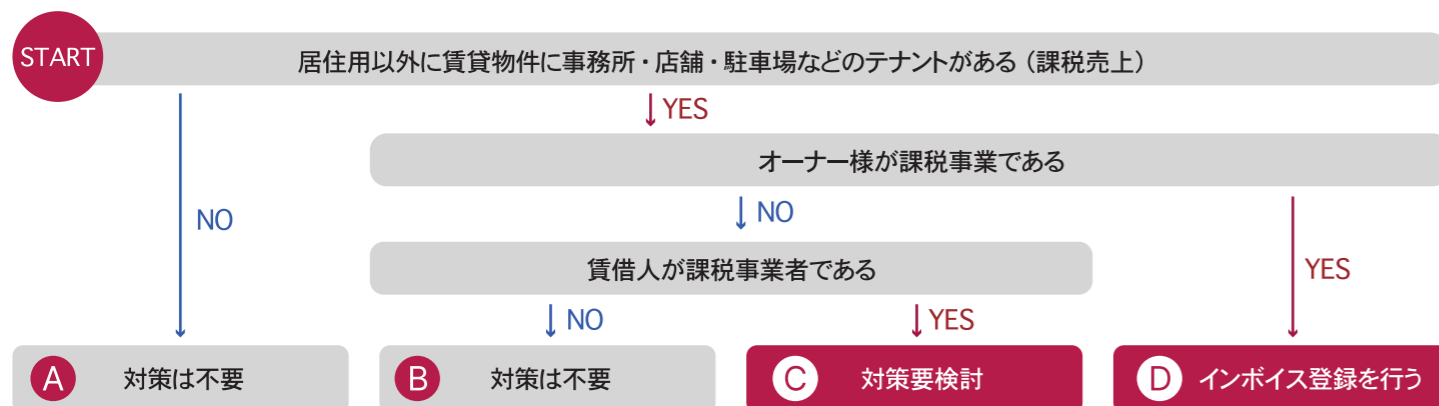 START
居住用以外に賃貸物件に事務所・店舗・駐車場などのテナントがある（課税売上）
YES
オーナー様が課税事業である
NO
NO
賃借人が課税事業者である
YES
NO
YES
A 対策は不要
B 対策は不要
C 対策要検討
D インボイス登録を行う